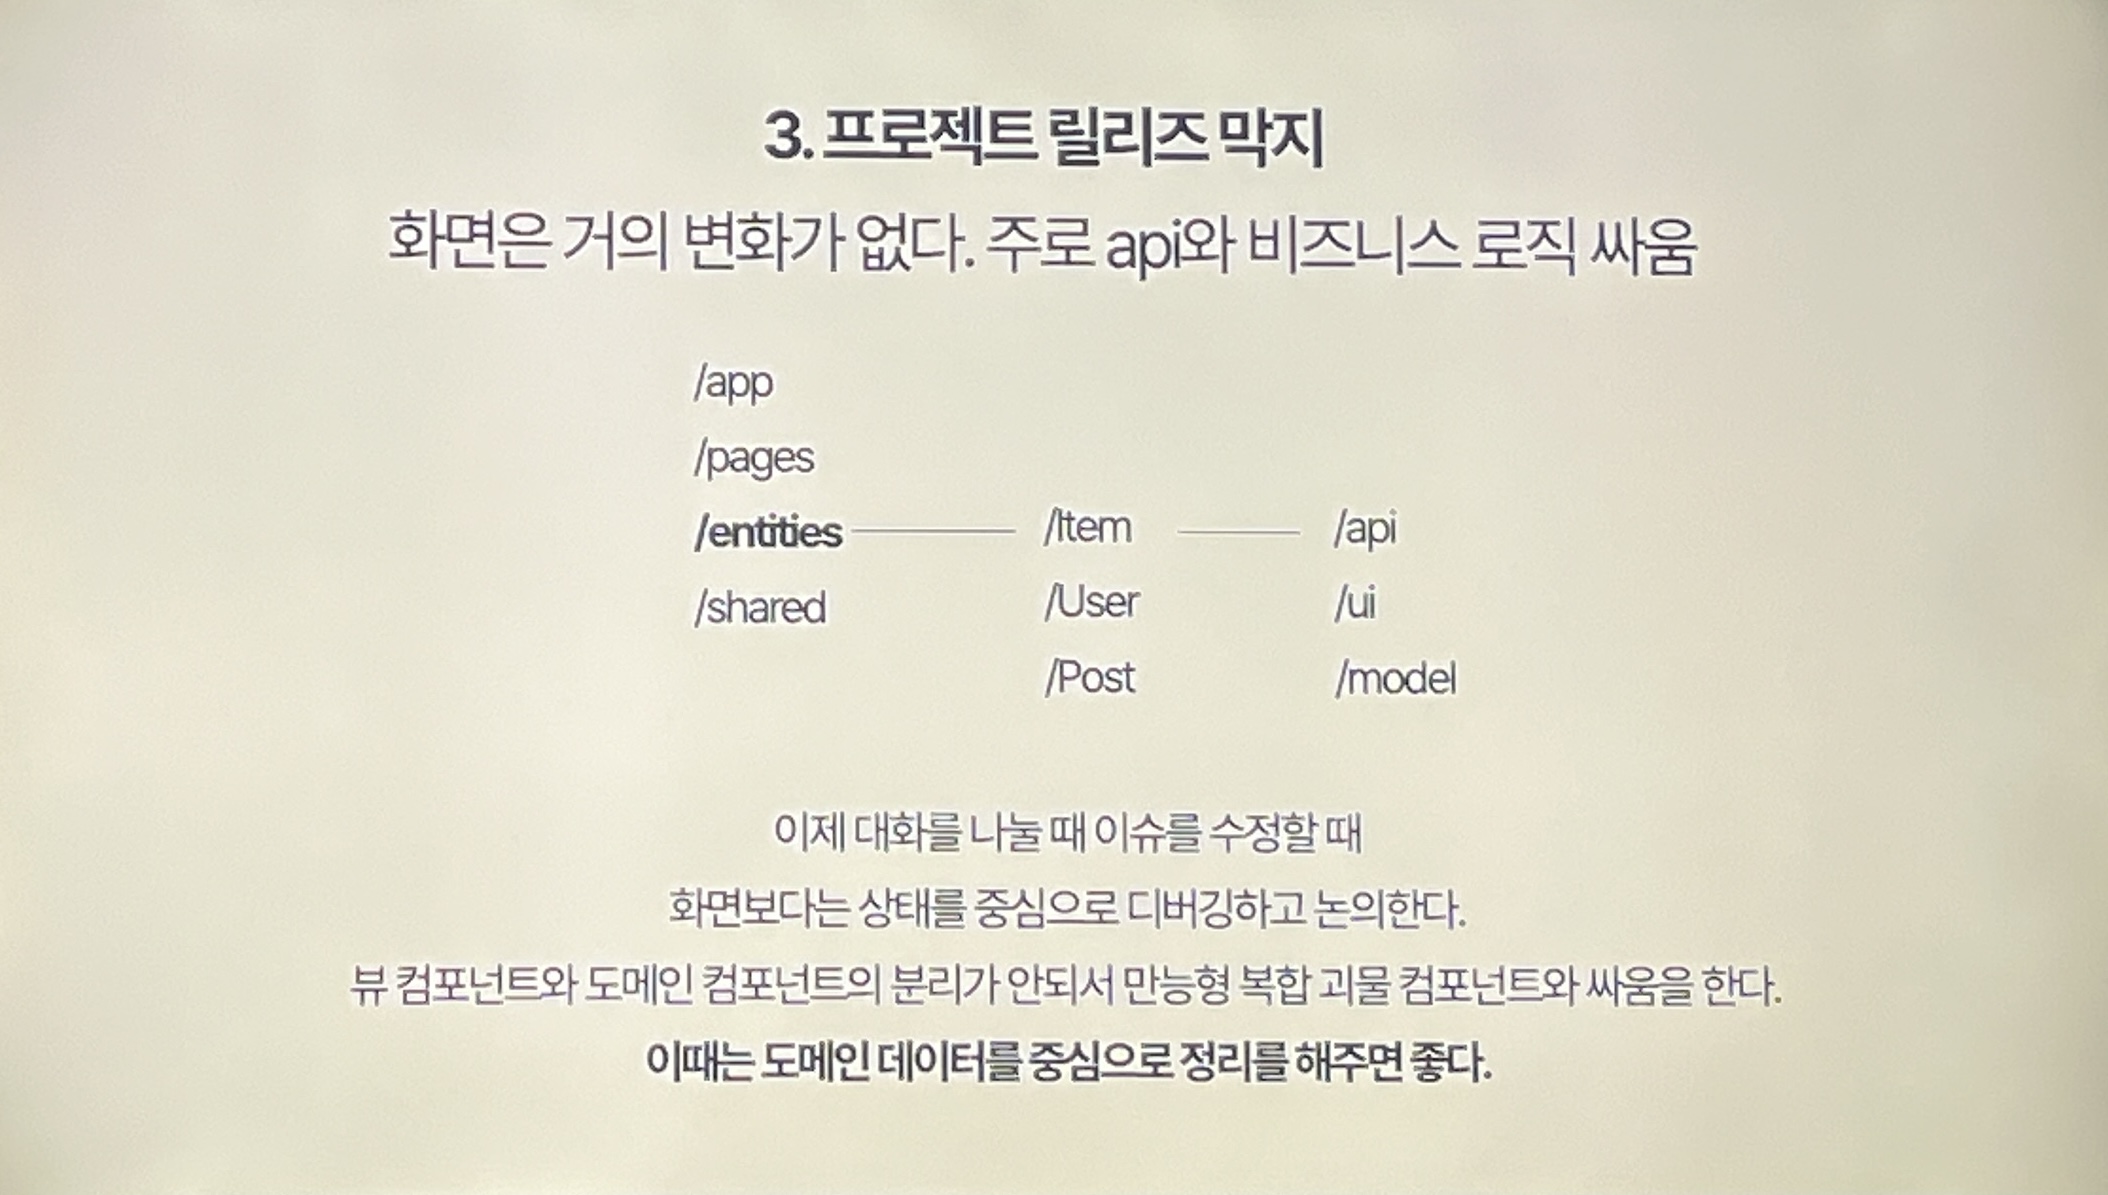 3. 프로젝트 릴리즈 막지
화면은 거의 변화가 없다. 주로 api와 비즈니스 로직 싸움
/app
/pages
/entities /Item /api
/shared /User /ui
/Post /model
이제 대화를 나눌 때 이슈를 수정할 때
화면보다는 상태를 중심으로 디버깅하고 논의한다.
뷰 컴포넌트와 도메인 컴포넌트의 분리가 안되서 만능형 복합 괴물 컴포넌트와 싸움을 한다.
이때는 도메인 데이터를 중심으로 정리를 해주면 좋다.